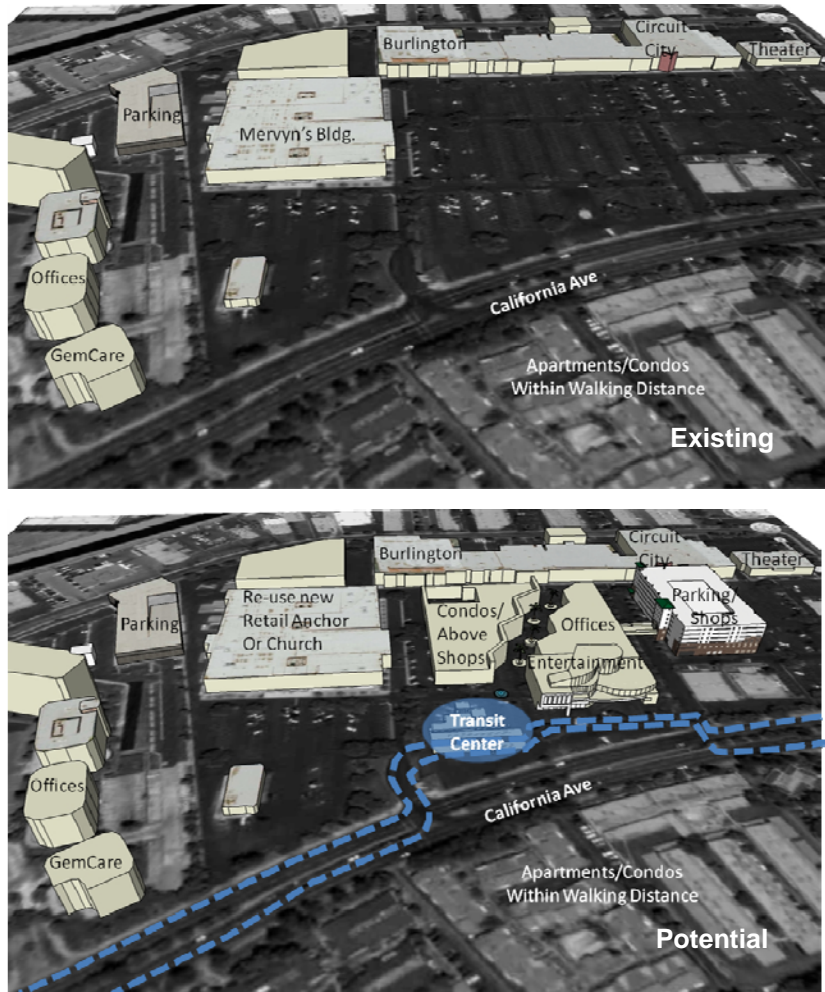 Burlington
Circuit
City
Theater
Parking
Mervyn's Bldg.
Offices
GemCare
California Ave
Apartments/Condos
Within Walking Distance
Existing
Burlington
Circuit
City
Theater
Parking
Re-use new
Retail Anchor
Or Church
Condos/
Above
Shops
Offices
Parking/
Shops
Entertainment
Transit
Center
Offices
GemCare
California Ave
Apartments/Condos
Within Walking Distance
Potential